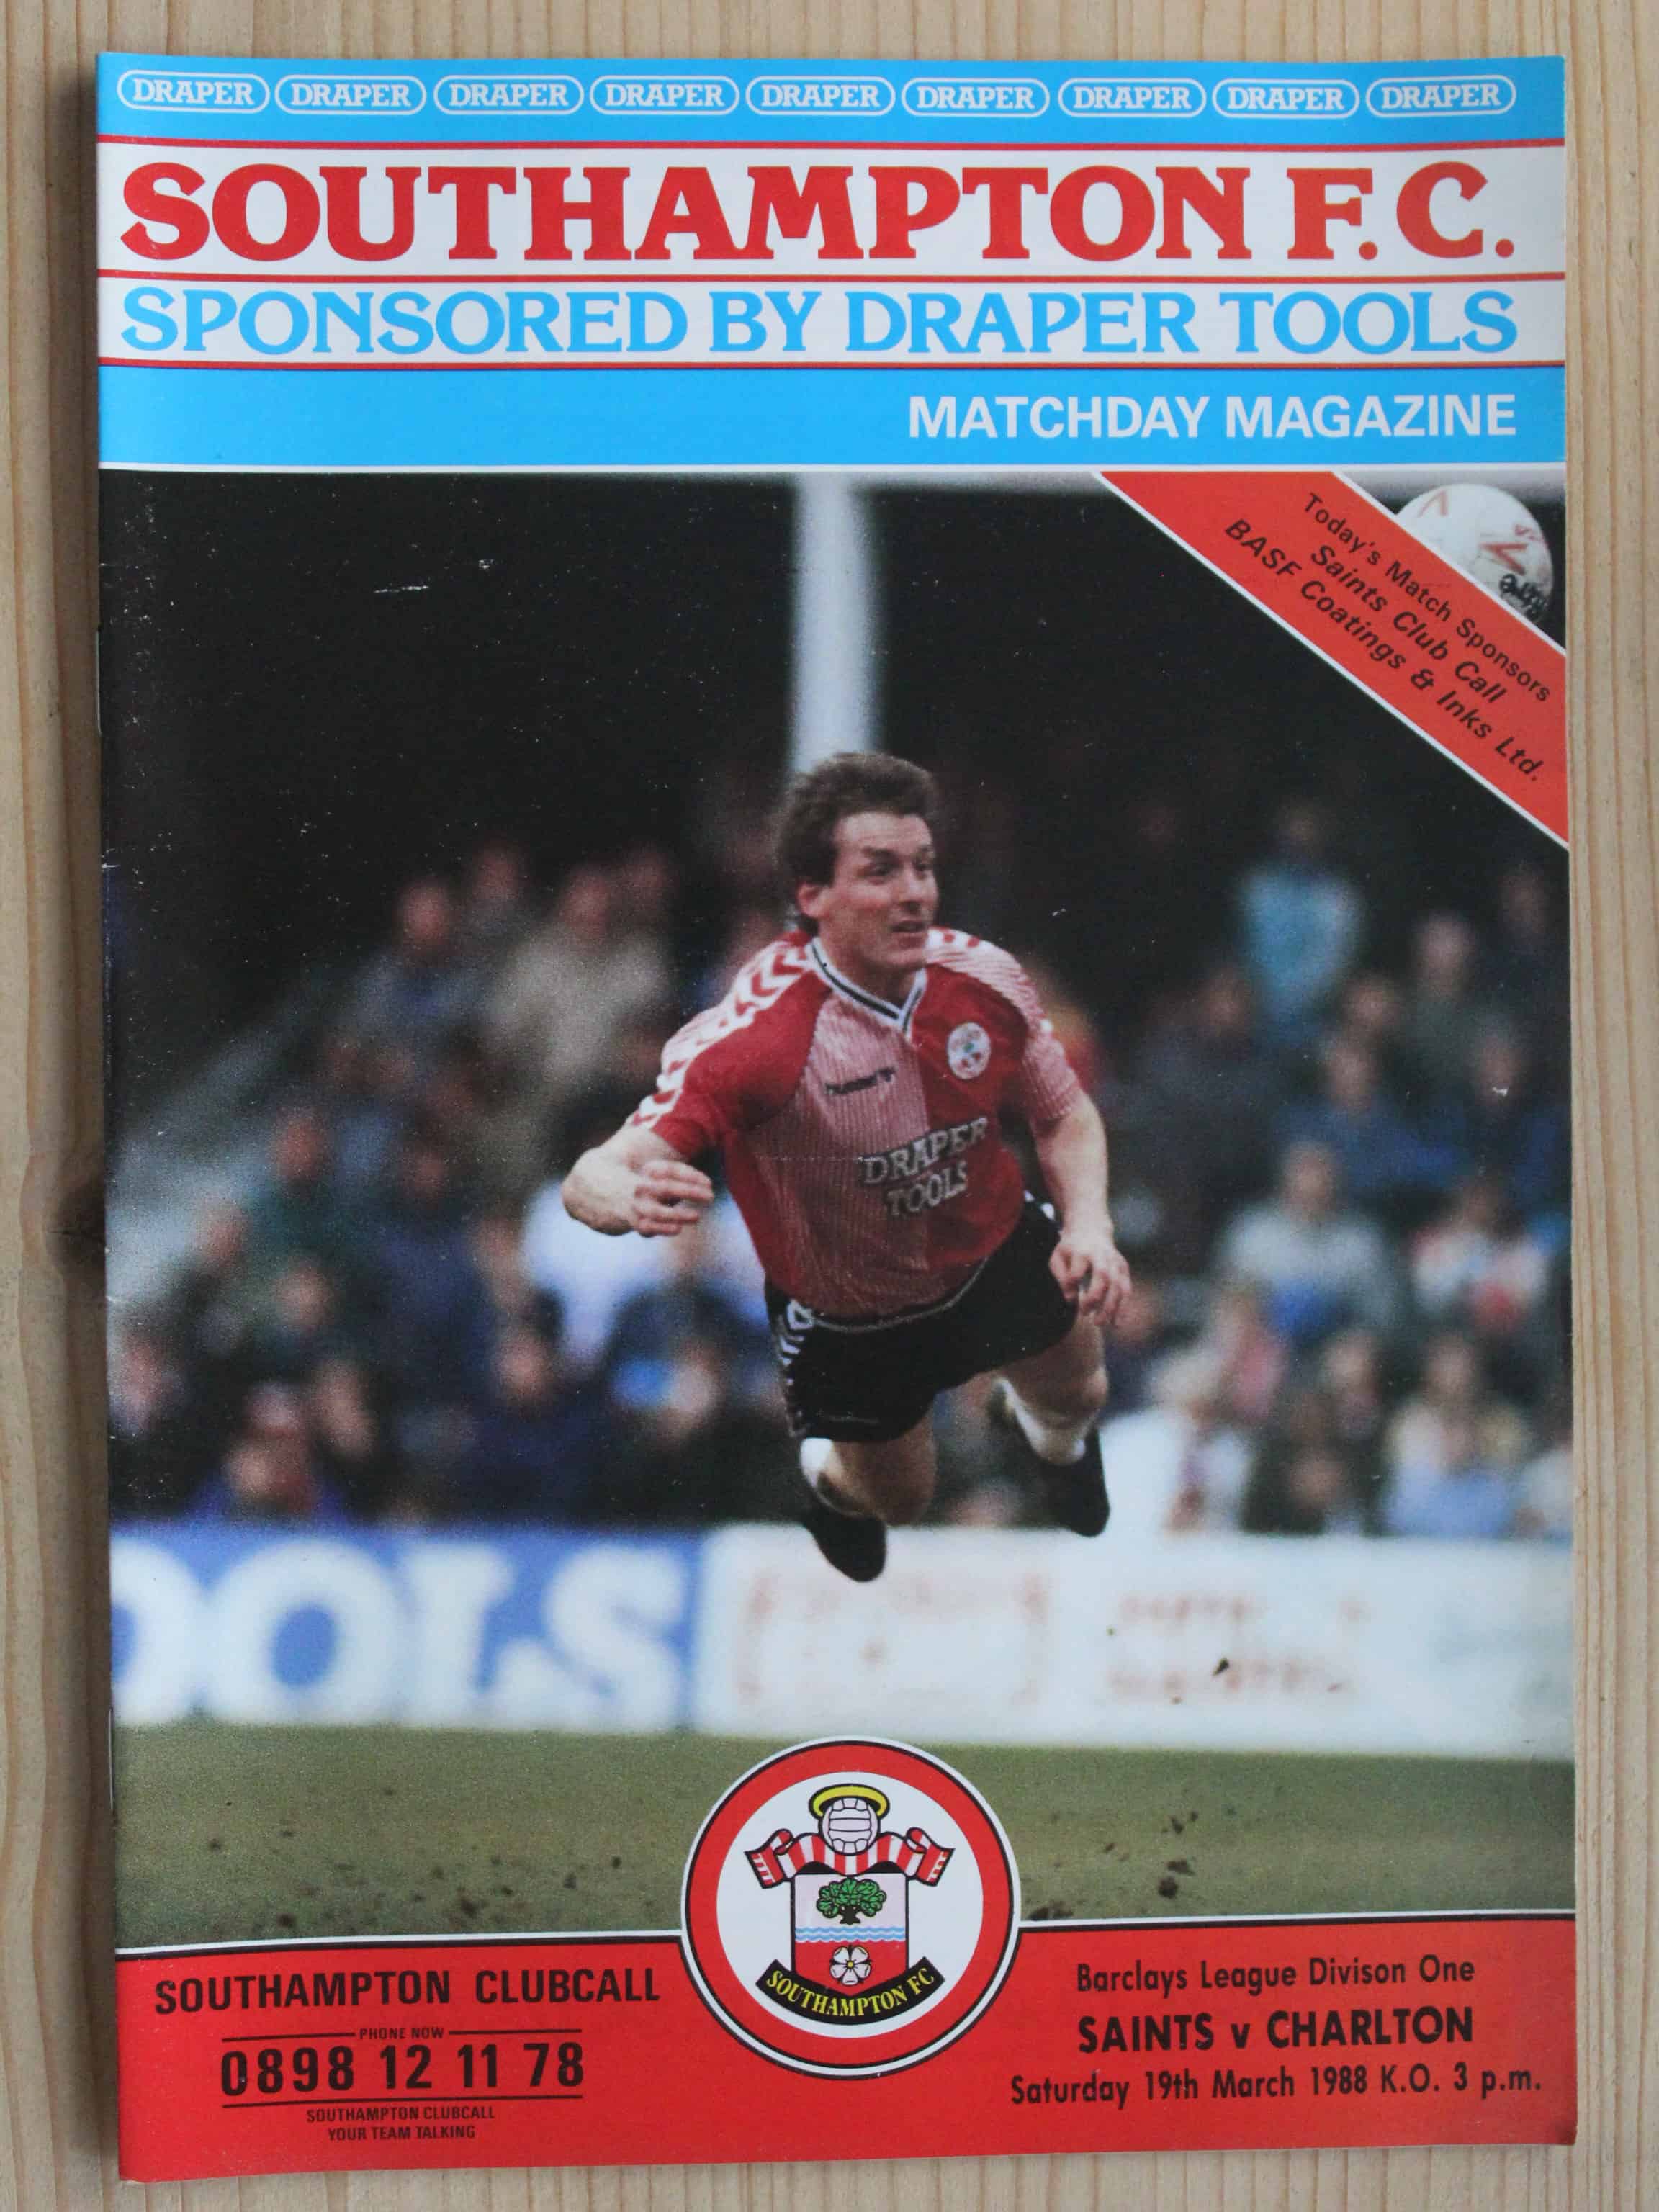 DRAPER DRAPER DRAPER DRAPER DRAPER DRAPER DRAPER DRAPER DRAPER
SOUTHAMPTON F.C.
SPONSORED BY DRAPER TOOLS
MATCHDAY MAGAZINE
Today's Match Sponsors
Saints Club Call
BASF Coatings & Inks Ltd.
hummel
DRAPER
TOOLS
OOLS
SOUTHAMPTON FC
SOUTHAMPTON CLUBCALL
PHONE NOW
0898 12 11 78
SOUTHAMPTON CLUBCALL
YOUR TEAM TALKING
Barclays League Divison One
SAINTS v CHARLTON
Saturday 19th March 1988 K.O. 3 p.m.